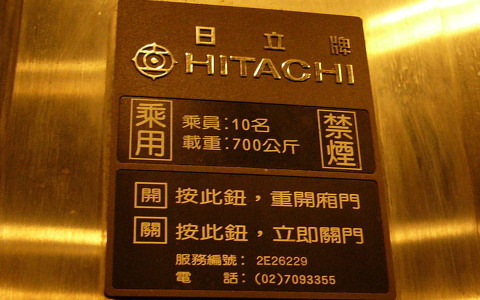 日立牌
HITACHI
乘用 乘員:10名 禁煙
載重:700公斤
開 按此鈕，重開廂門
關 按此鈕，立即關門
服務編號: 2E26229
電話: (02)7093355